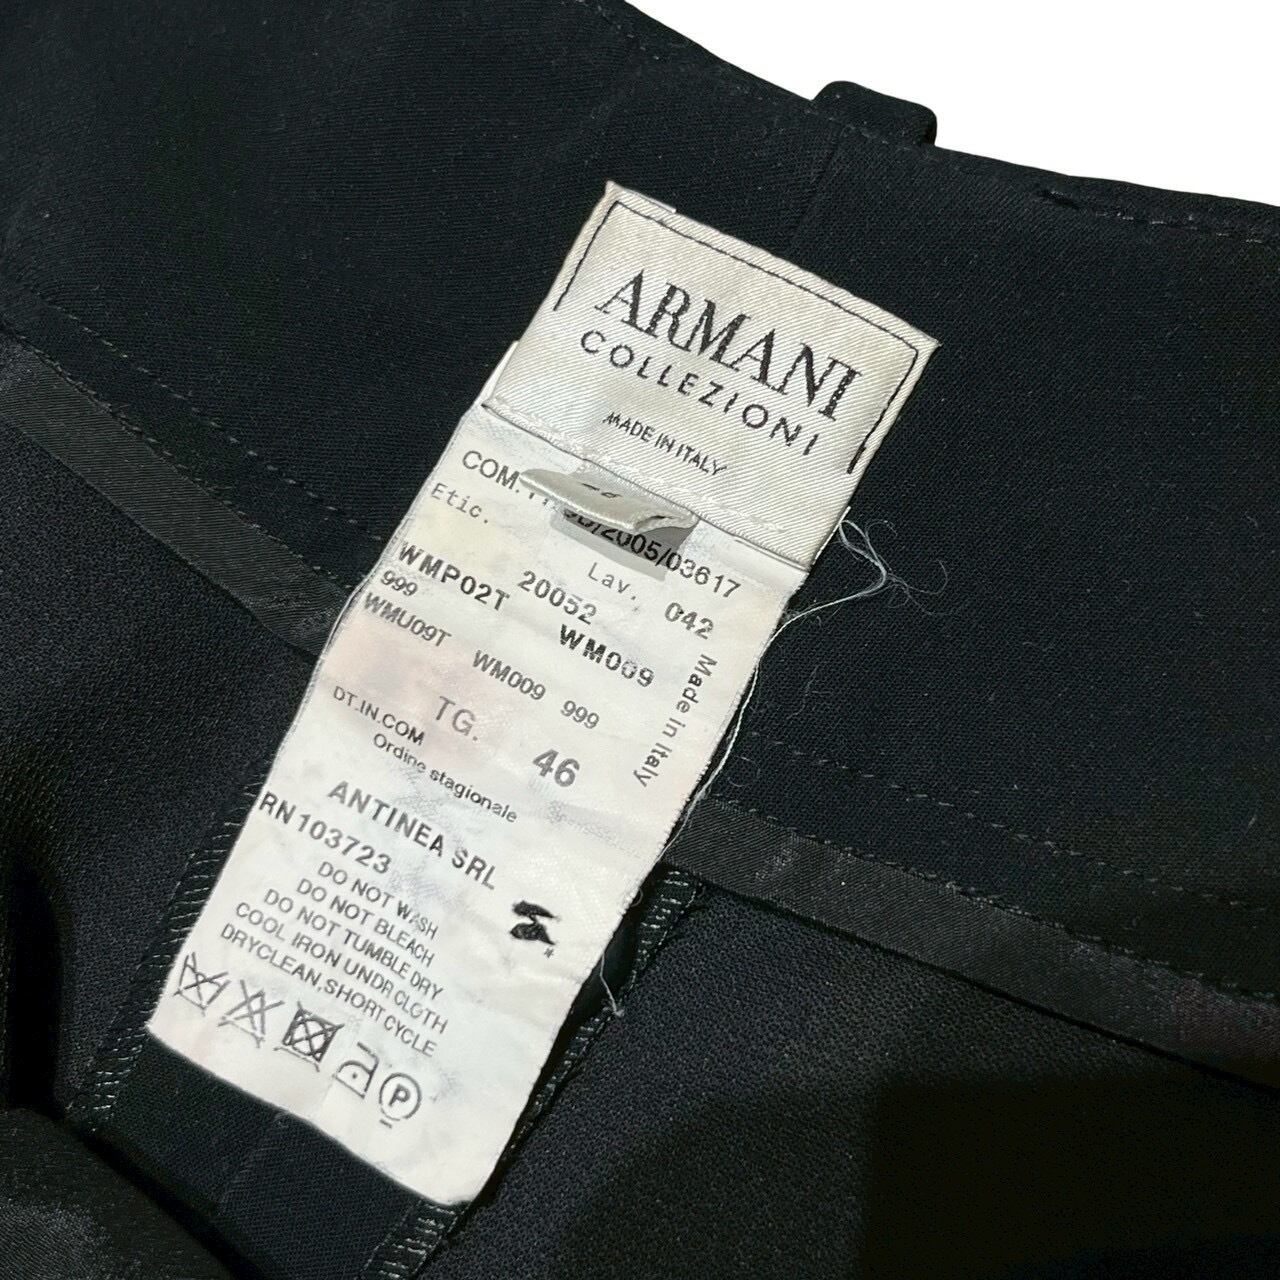 ARMANI
COLLEZIONI
MADE IN ITALY
COM. /2005/03617
Etic. Lav. 042
WMP02T 20052 WM009
999
WMU09T WM009 999
TG. 46
Made in Italy
DT.IN.COM
Ordine stagionale
ANTINEA SRL
RN103723
DO NOT WASH
DO NOT BLEACH
DO NOT TUMBLE DRY
COOL IRON UNDR CLOTH
DRYCLEAN,SHORT CYCLE
P